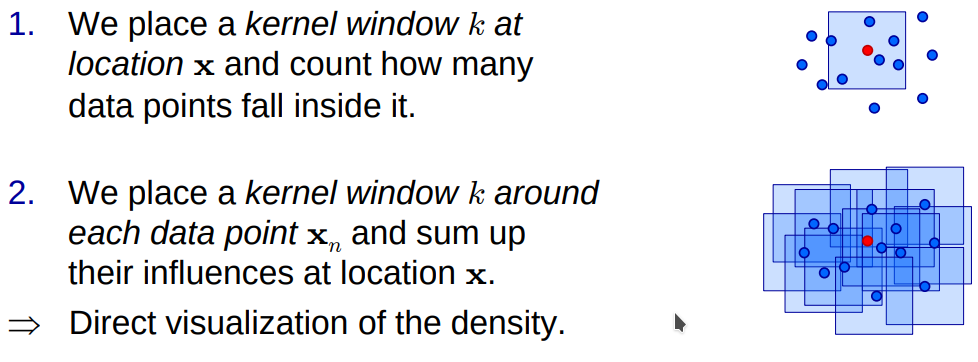 1. We place a kernel window k at
location x and count how many
data points fall inside it.
2. We place a kernel window k around
each data point xₙ and sum up
their influences at location x.
⇒ Direct visualization of the density.